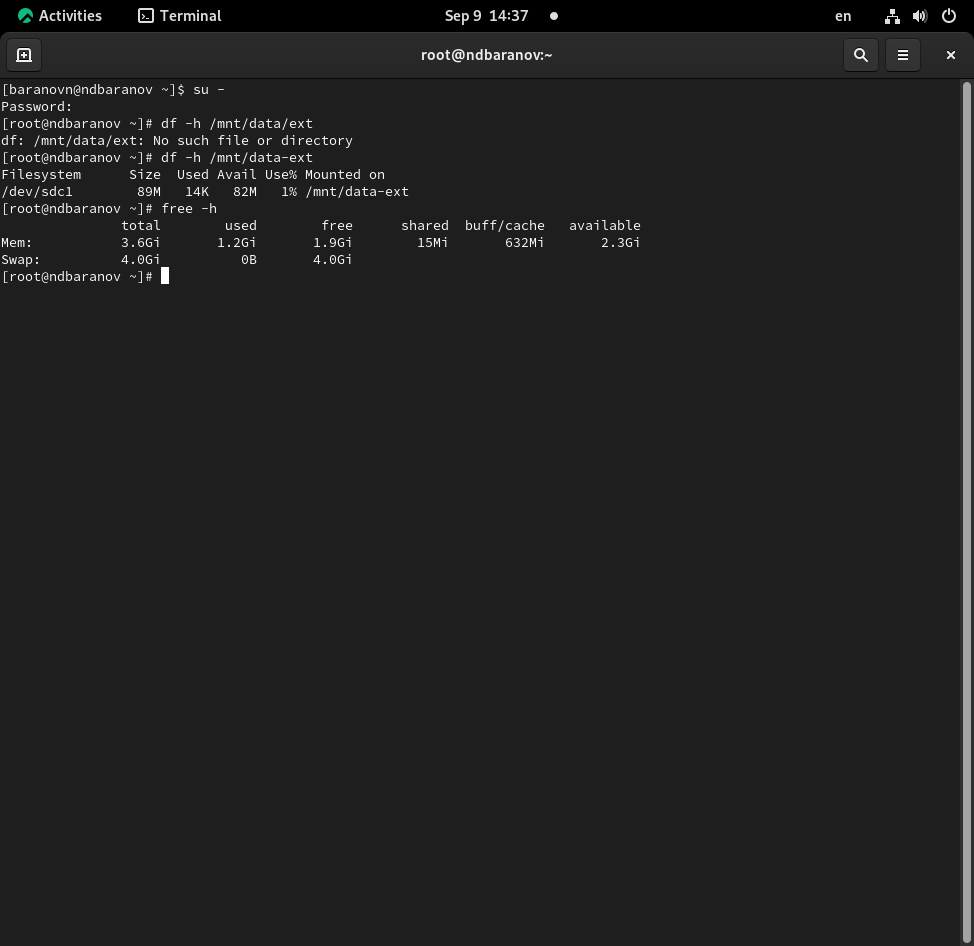 Activities Terminal Sep 9 14:37 en
root@ndbaranov:~
[baranovn@ndbaranov ~]$ su -
Password:
[root@ndbaranov ~]# df -h /mnt/data/ext
df: /mnt/data/ext: No such file or directory
[root@ndbaranov ~]# df -h /mnt/data-ext
Filesystem      Size  Used Avail Use% Mounted on
/dev/sdc1        89M   14K   82M   1% /mnt/data-ext
[root@ndbaranov ~]# free -h
               total        used        free      shared  buff/cache   available
Mem:           3.6Gi       1.2Gi       1.9Gi        15Mi       632Mi       2.3Gi
Swap:          4.0Gi          0B       4.0Gi
[root@ndbaranov ~]#